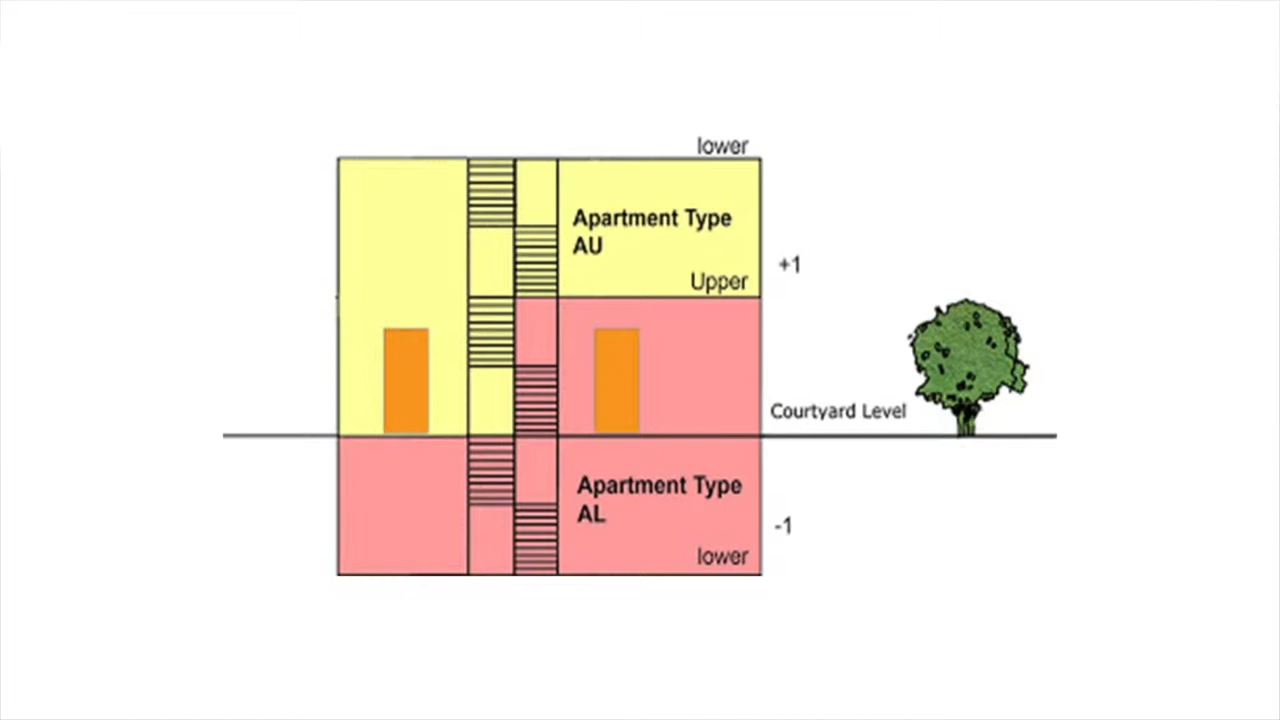 lower
Apartment Type
AU
+1
Upper
Courtyard Level
Apartment Type
AL
-1
lower